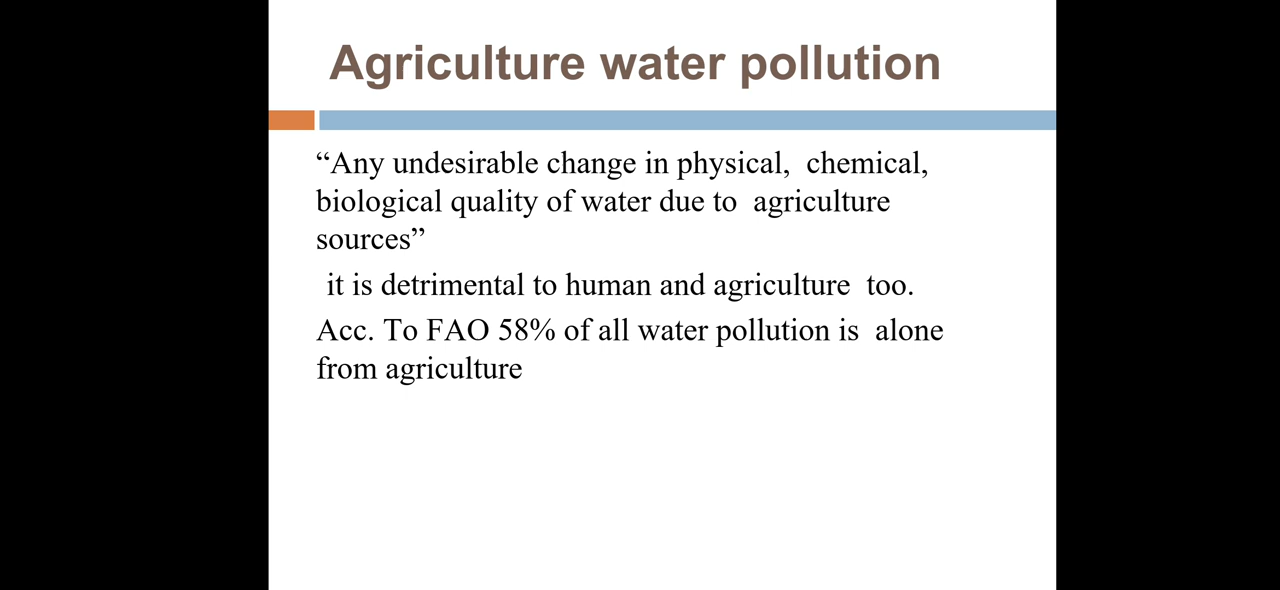 Agriculture water pollution
“Any undesirable change in physical,  chemical,
biological quality of water due to  agriculture
sources”
it is detrimental to human and agriculture  too.
Acc. To FAO 58% of all water pollution is  alone
from agriculture